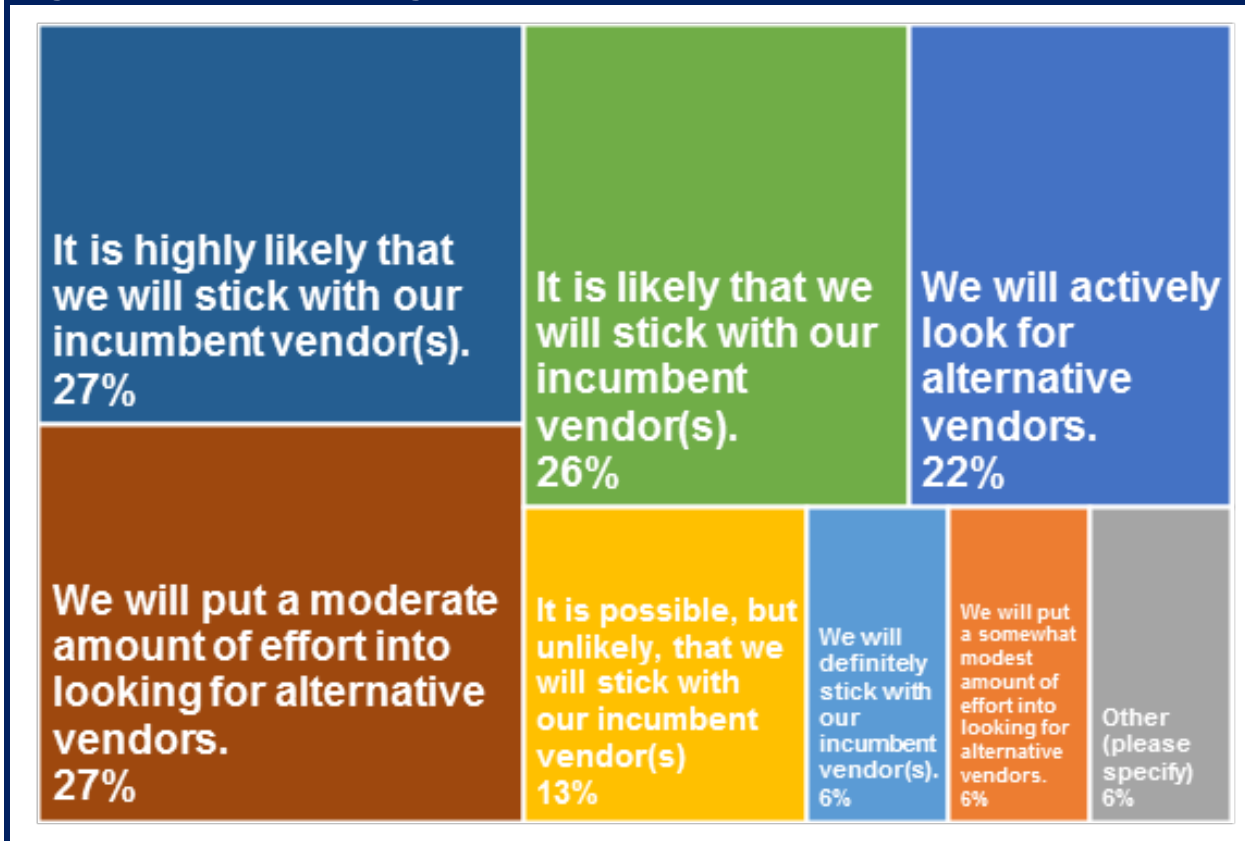 It is highly likely that
we will stick with our
incumbent vendor(s).
27%
We will put a moderate
amount of effort into
looking for alternative
vendors.
27%
It is likely that we
will stick with our
incumbent
vendor(s).
26%
We will actively
look for
alternative
vendors.
22%
It is possible, but
unlikely, that we
will stick with
our incumbent
vendor(s)
13%
We will
definitely
stick with
our
incumbent
vendor(s).
6%
We will put
a somewhat
modest
amount of
effort into
looking for
alternative
vendors.
6%
Other
(please
specify)
6%